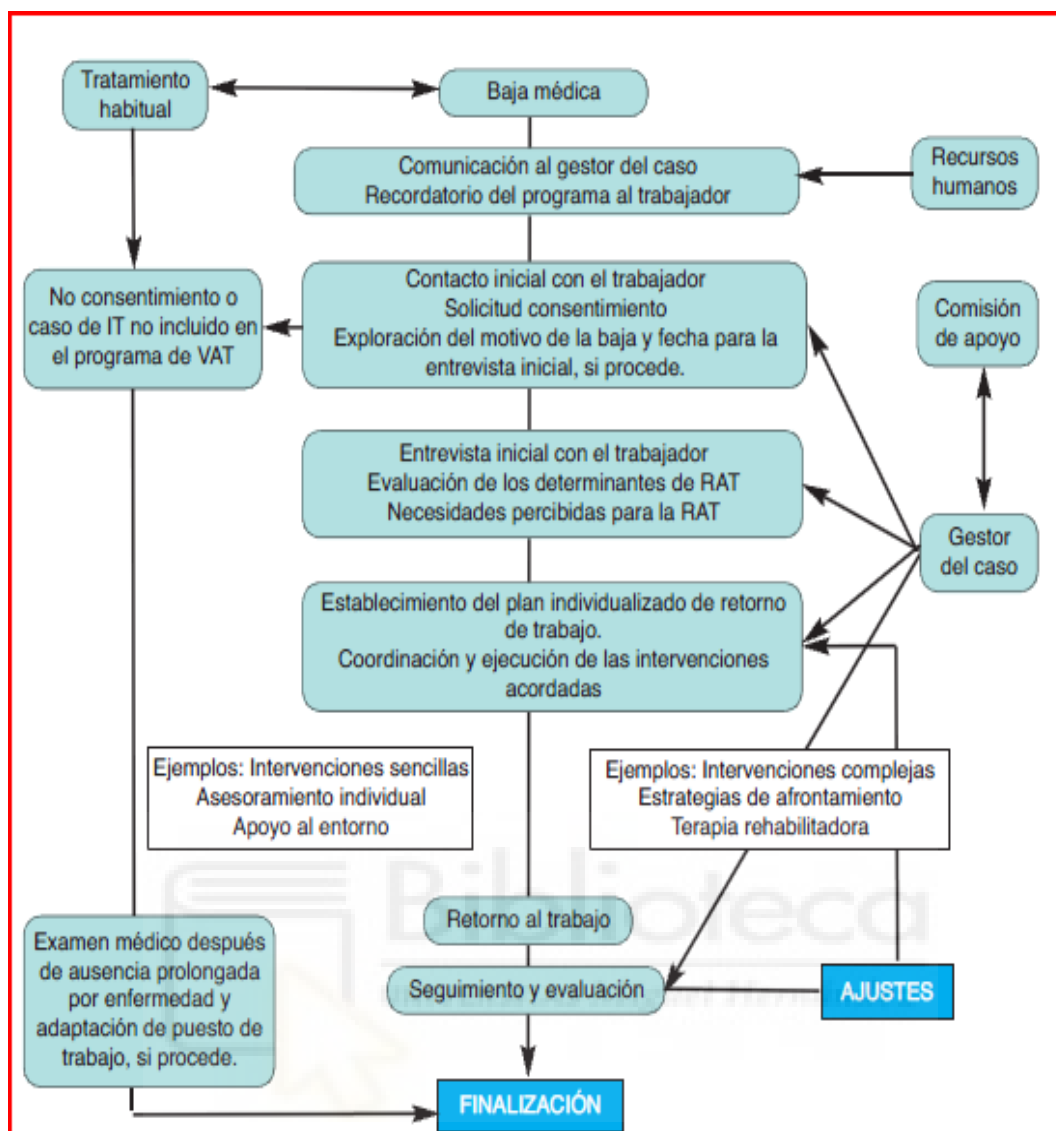 Tratamiento
habitual
Baja médica
Comunicación al gestor del caso
Recordatorio del programa al trabajador
Recursos
humanos
No consentimiento o
caso de IT no incluido en
el programa de VAT
Contacto inicial con el trabajador
Solicitud consentimiento
Exploración del motivo de la baja y fecha para la
entrevista inicial, si procede.
Comisión
de apoyo
Entrevista inicial con el trabajador
Evaluación de los determinantes de RAT
Necesidades percibidas para la RAT
Gestor
del caso
Establecimiento del plan individualizado de retorno
de trabajo.
Coordinación y ejecución de las intervenciones
acordadas
Ejemplos: Intervenciones sencillas
Asesoramiento individual
Apoyo al entorno
Ejemplos: Intervenciones complejas
Estrategias de afrontamiento
Terapia rehabilitadora
Biblioteca
Retorno al trabajo
Examen médico después
de ausencia prolongada
por enfermedad y
adaptación de puesto de
trabajo, si procede.
Seguimiento y evaluación
AJUSTES
FINALIZACIÓN